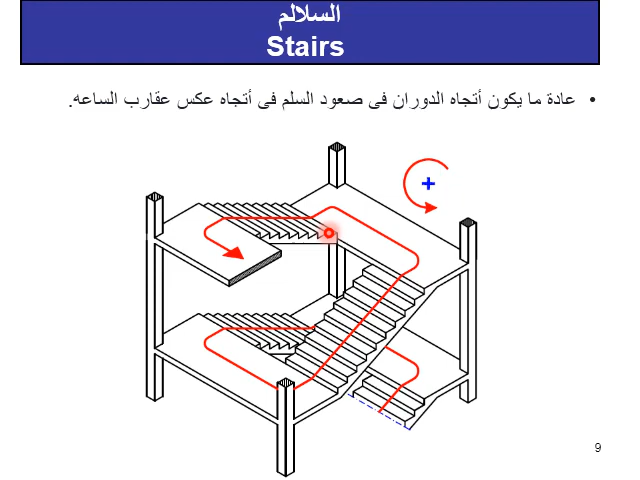 السلالم
Stairs
• عادة ما يكون أتجاه الدوران فى صعود السلم فى أتجاه عكس عقارب الساعه.
+
9